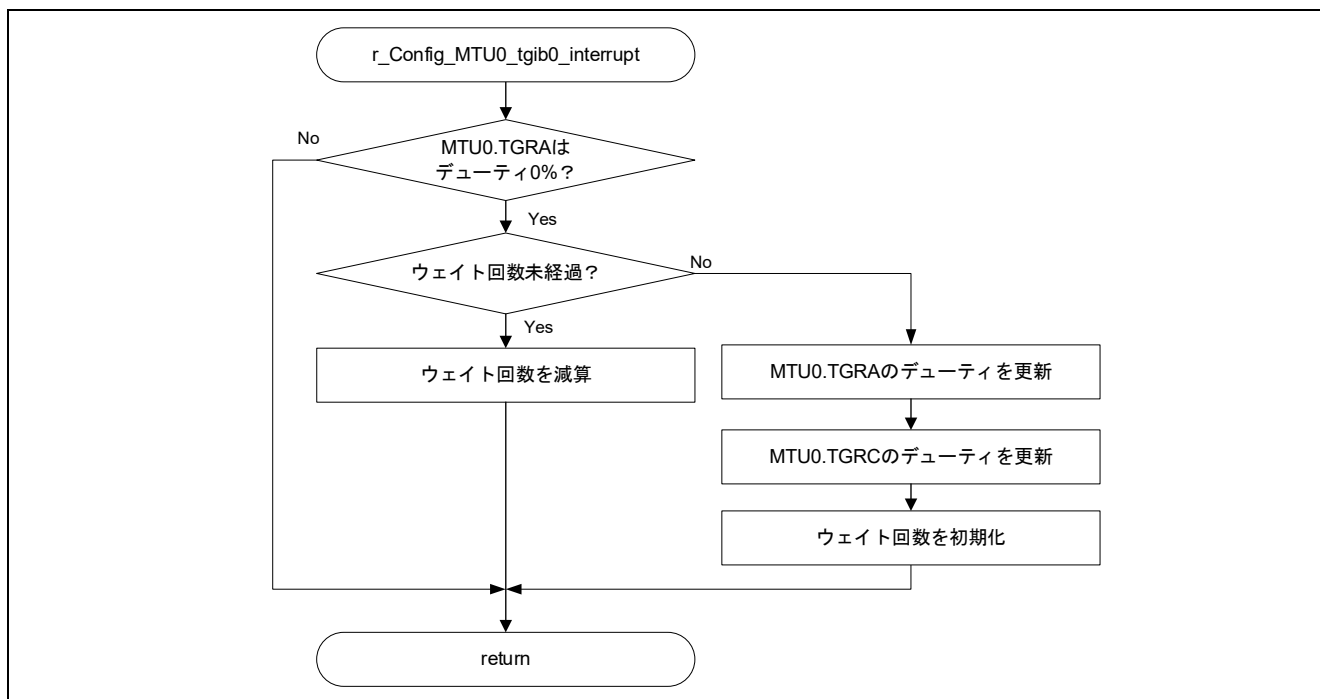 r_Config_MTU0_tgib0_interrupt
No
MTU0.TGRAは
デューティ0%？
Yes
ウェイト回数未経過？
No
Yes
ウェイト回数を減算
MTU0.TGRAのデューティを更新
MTU0.TGRCのデューティを更新
ウェイト回数を初期化
return